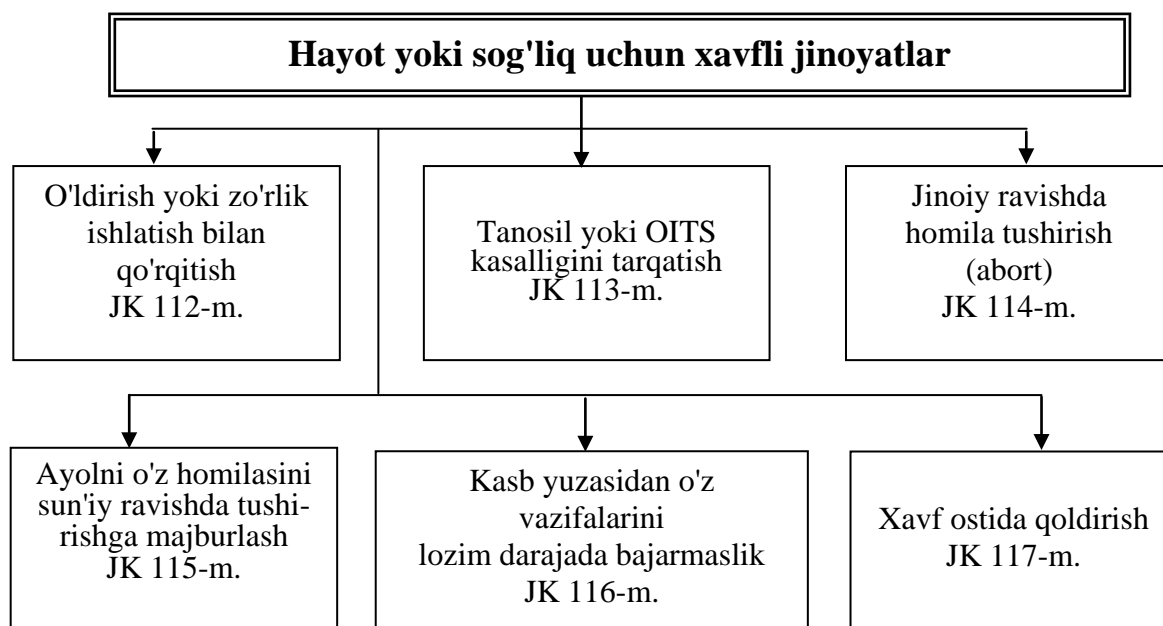 Hayot yoki sog'liq uchun xavfli jinoyatlar
O'ldirish yoki zo'rlik
ishlatish bilan
qo'rqitish
JK 112-m.
Tanosil yoki OITS
kasalligini tarqatish
JK 113-m.
Jinoiy ravishda
homila tushirish
(abort)
JK 114-m.
Ayolni o'z homilasini
sun'iy ravishda tushi-
rishga majburlash
JK 115-m.
Kasb yuzasidan o'z
vazifalarini
lozim darajada bajarmaslik
JK 116-m.
Xavf ostida qoldirish
JK 117-m.